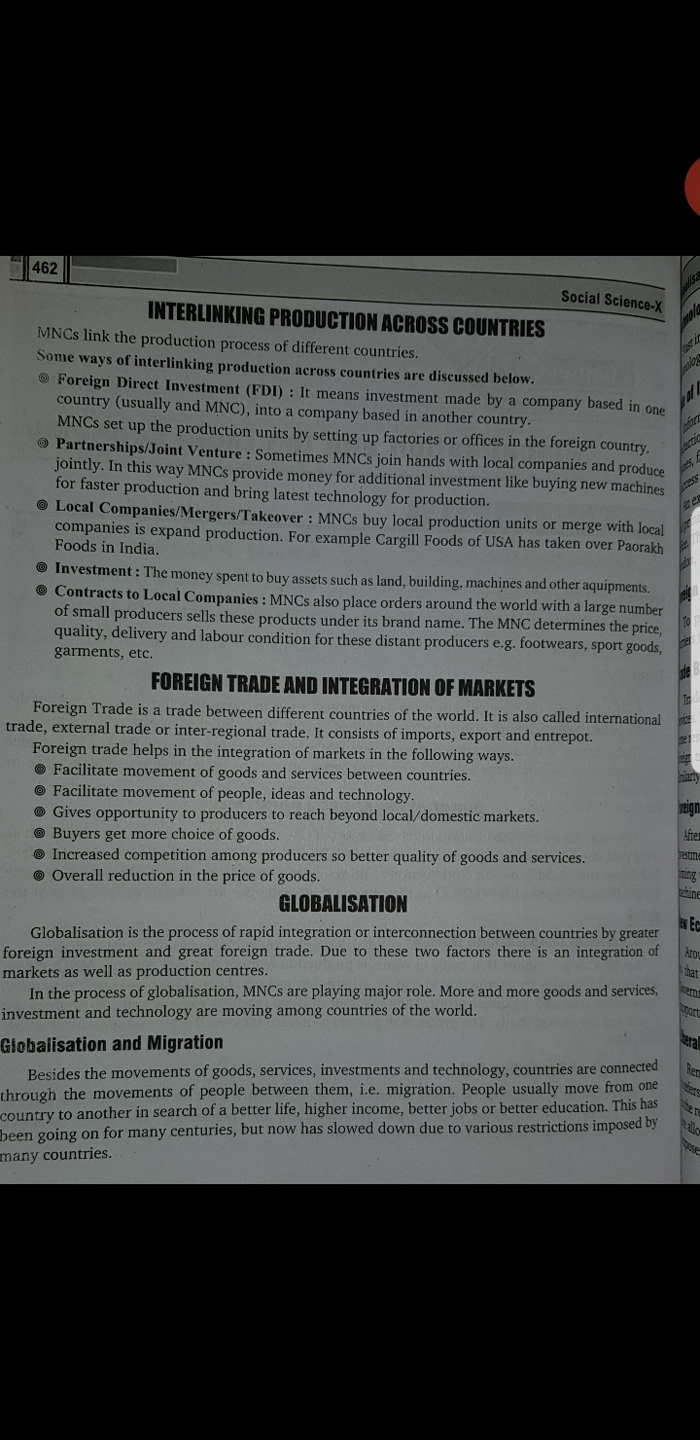 462
Social Science-X
INTERLINKING PRODUCTION ACROSS COUNTRIES
MNCs link the production process of different countries.
Some ways of interlinking production across countries are discussed below.
Foreign Direct Investment (FDI) : It means investment made by a company based in one
country (usually and MNC), into a company based in another country.
MNCs set up the production units by setting up factories or offices in the foreign country.
Partnerships/Joint Venture : Sometimes MNCs join hands with local companies and produce
jointly. In this way MNCs provide money for additional investment like buying new machines
for faster production and bring latest technology for production.
Local Companies/Mergers/Takeover : MNCs buy local production units or merge with local
companies is expand production. For example Cargill Foods of USA has taken over Paorakh
Foods in India.
Investment : The money spent to buy assets such as land, building, machines and other aquipments.
Contracts to Local Companies : MNCs also place orders around the world with a large number
of small producers sells these products under its brand name. The MNC determines the price,
quality, delivery and labour condition for these distant producers e.g. footwears, sport goods,
garments, etc.
FOREIGN TRADE AND INTEGRATION OF MARKETS
Foreign Trade is a trade between different countries of the world. It is also called international
trade, external trade or inter-regional trade. It consists of imports, export and entrepot.
Foreign trade helps in the integration of markets in the following ways.
Facilitate movement of goods and services between countries.
Facilitate movement of people, ideas and technology.
Gives opportunity to producers to reach beyond local/domestic markets.
Buyers get more choice of goods.
Increased competition among producers so better quality of goods and services.
Overall reduction in the price of goods.
GLOBALISATION
Globalisation is the process of rapid integration or interconnection between countries by greater
foreign investment and great foreign trade. Due to these two factors there is an integration of
markets as well as production centres.
In the process of globalisation, MNCs are playing major role. More and more goods and services,
investment and technology are moving among countries of the world.
Globalisation and Migration
Besides the movements of goods, services, investments and technology, countries are connected
through the movements of people between them, i.e. migration. People usually move from one
country to another in search of a better life, higher income, better jobs or better education. This has
been going on for many centuries, but now has slowed down due to various restrictions imposed by
many countries.